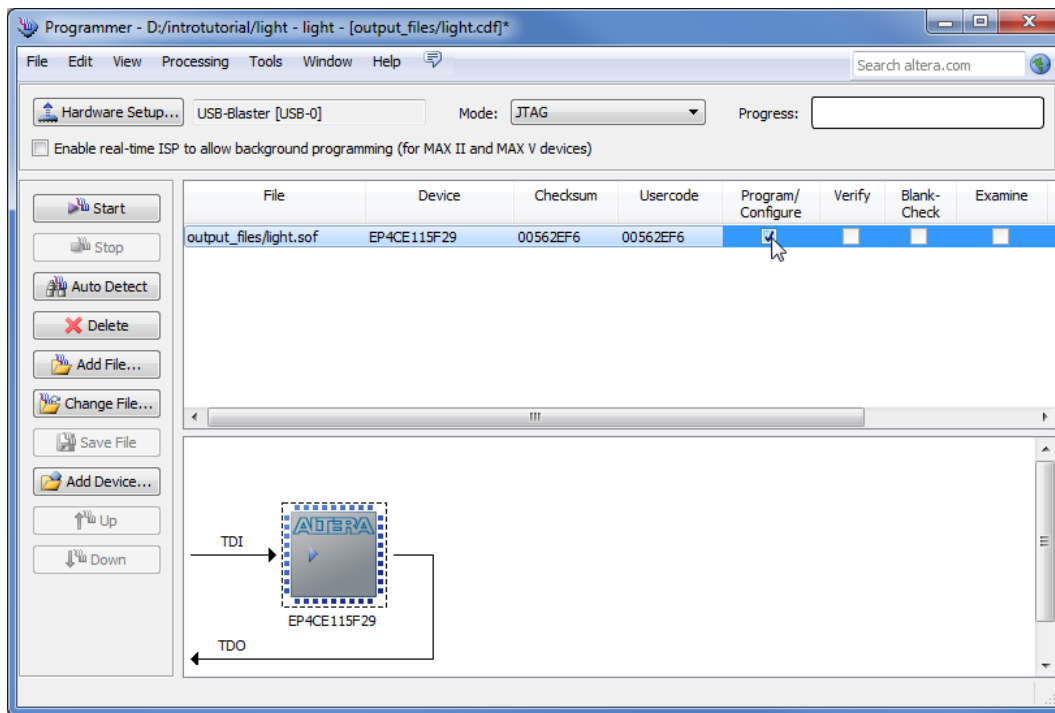 Programmer - D:/introtutorial/light - light - [output_files/light.cdf]*
File Edit View Processing Tools Window Help
Search altera.com
Hardware Setup... USB-Blaster [USB-0] Mode: JTAG Progress:
Enable real-time ISP to allow background programming (for MAX II and MAX V devices)
File Device Checksum Usercode Program/ Verify Blank- Examine
Configure Check
output_files/light.sof EP4CE115F29 00562EF6 00562EF6
Start
Stop
Auto Detect
Delete
Add File...
Change File...
Save File
Add Device...
Up
Down
TDI
ALTERA
EP4CE115F29
TDO